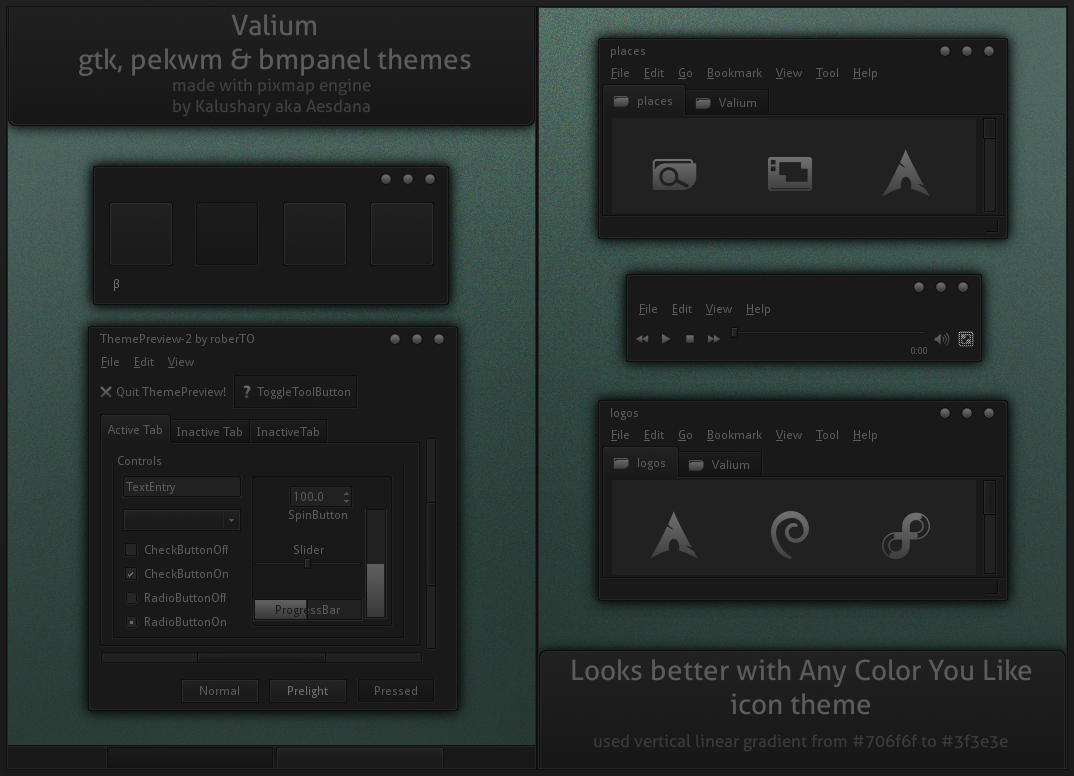 Valium
gtk, pekwm & bmpanel themes
made with pixmap engine
by Kalushary aka Aesdana
β
ThemePreview-2 by roberTO
File Edit View
Quit ThemePreview! ? ToggleToolButton
Active Tab Inactive Tab InactiveTab
Controls
TextEntry
100.0
SpinButton
CheckButtonOff
Slider
CheckButtonOn
RadioButtonOff
ProgressBar
RadioButtonOn
Normal Prelight Pressed
places
File Edit Go Bookmark View Tool Help
places Valium
File Edit View Help
0:00
logos
File Edit Go Bookmark View Tool Help
logos Valium
Looks better with Any Color You Like
icon theme
used vertical linear gradient from #706f6f to #3f3e3e